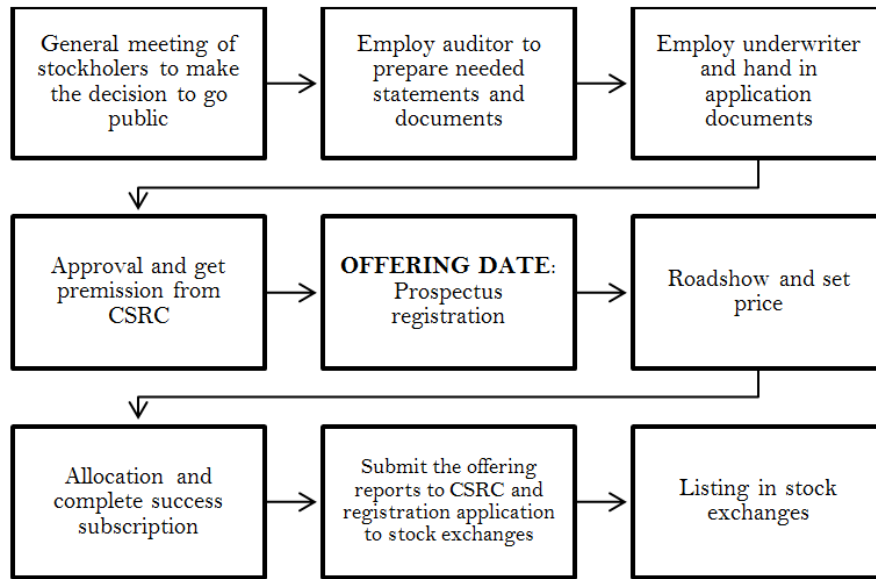 General meeting of
stockholers to make
the decision to go
public
Employ auditor to
prepare needed
statements and
documents
Employ underwriter
and hand in
application
documents
Approval and get
premission from
CSRC
OFFERING DATE:
Prospectus
registration
Roadshow and set
price
Allocation and
complete success
subscription
Submit the offering
reports to CSRC and
registration application
to stock exchanges
Listing in stock
exchanges